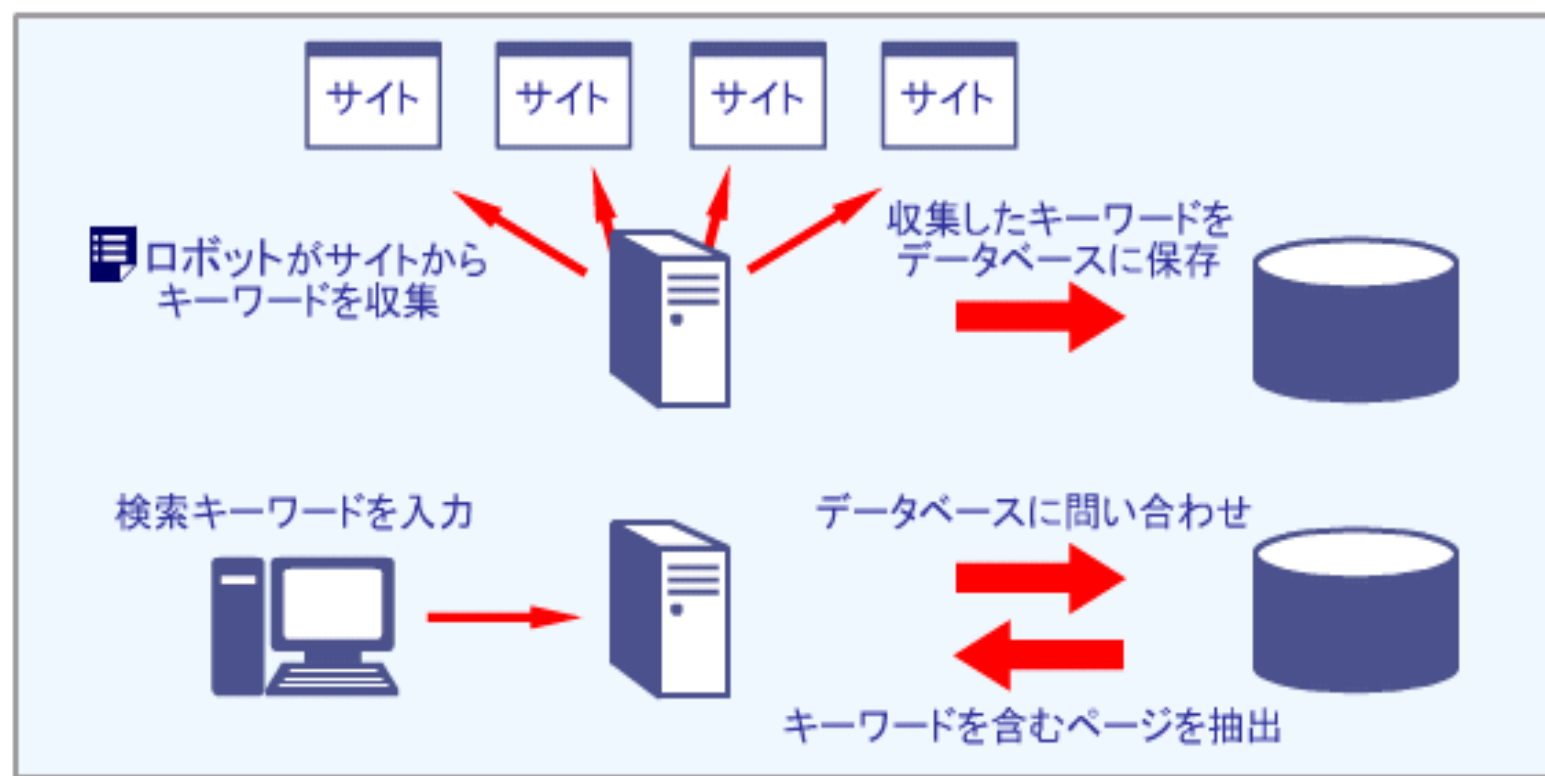 サイト
サイト
サイト
サイト
ロボットがサイトから
キーワードを収集
収集したキーワードを
データベースに保存
検索キーワードを入力
データベースに問い合わせ
キーワードを含むページを抽出